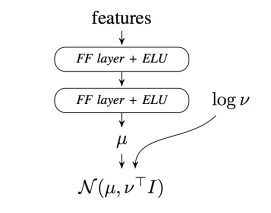 features
FF layer + ELU
FF layer + ELU
log ν
μ
𝒩(μ, ν⊤I)